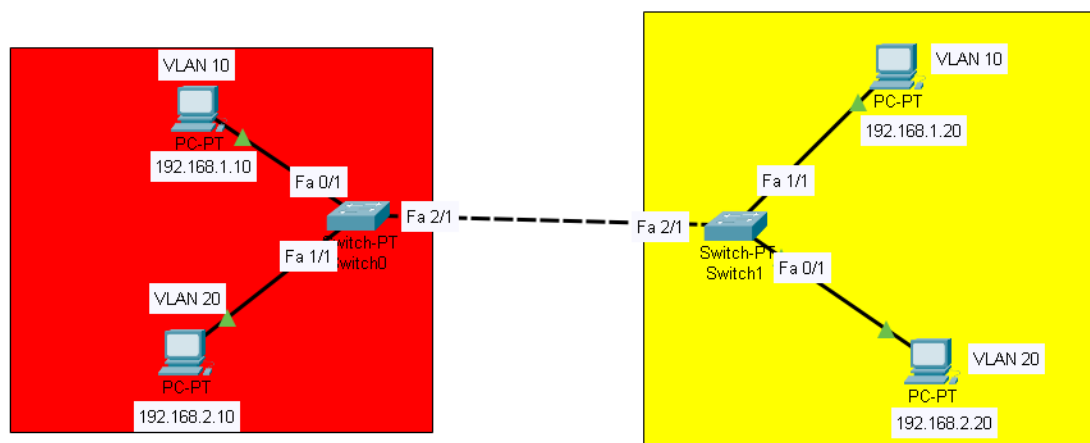 VLAN 10
PC-PT
192.168.1.10
Fa 0/1
Fa 2/1
Switch-PT
Switch0
Fa 1/1
VLAN 20
PC-PT
192.168.2.10
VLAN 10
PC-PT
192.168.1.20
Fa 1/1
Fa 2/1
Switch-PT
Switch1
Fa 0/1
VLAN 20
PC-PT
192.168.2.20